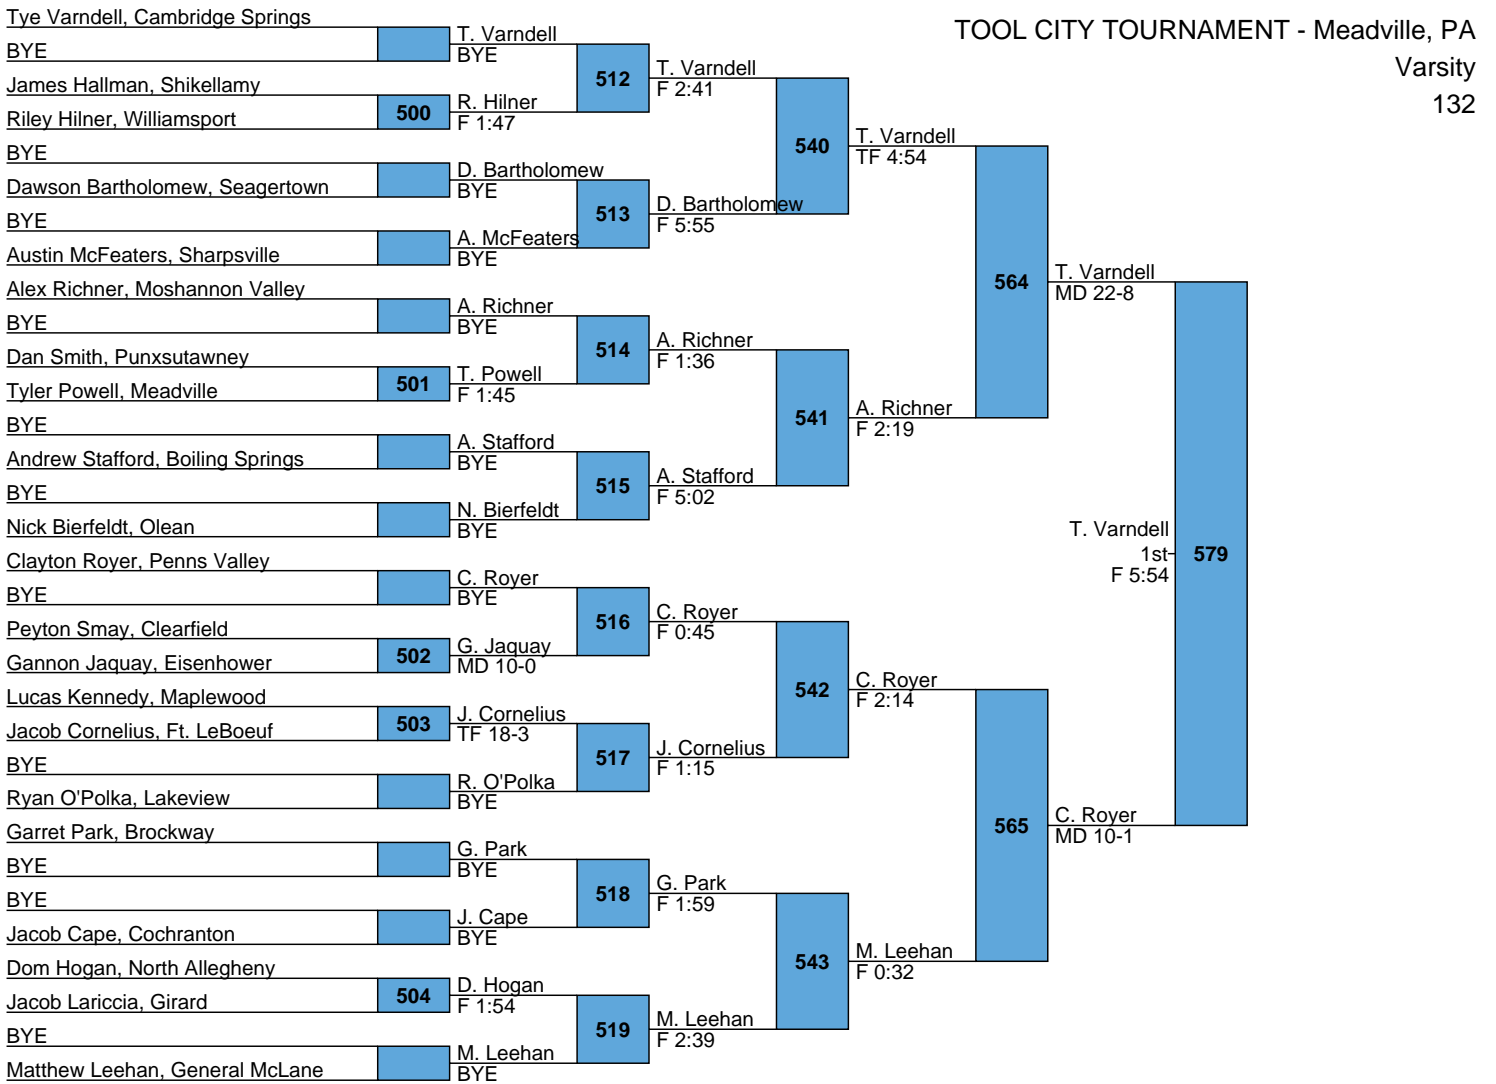 TOOL CITY TOURNAMENT - Meadville, PA
Varsity
132
Tye Varndell, Cambridge Springs
BYE
James Hallman, Shikellamy
Riley Hilner, Williamsport
BYE
Dawson Bartholomew, Seagertown
BYE
Austin McFeaters, Sharpsville
Alex Richner, Moshannon Valley
BYE
Dan Smith, Punxsutawney
Tyler Powell, Meadville
BYE
Andrew Stafford, Boiling Springs
BYE
Nick Bierfeldt, Olean
Clayton Royer, Penns Valley
BYE
Peyton Smay, Clearfield
Gannon Jaquay, Eisenhower
Lucas Kennedy, Maplewood
Jacob Cornelius, Ft. LeBoeuf
BYE
Ryan O'Polka, Lakeview
Garret Park, Brockway
BYE
BYE
Jacob Cape, Cochranton
Dom Hogan, North Allegheny
Jacob Lariccia, Girard
BYE
Matthew Leehan, General McLane
500
501
502
503
504
T. Varndell
BYE
R. Hilner
F 1:47
D. Bartholomew
BYE
A. McFeaters
BYE
A. Richner
BYE
T. Powell
F 1:45
A. Stafford
BYE
N. Bierfeldt
BYE
C. Royer
BYE
G. Jaquay
MD 10-0
J. Cornelius
TF 18-3
R. O'Polka
BYE
G. Park
BYE
J. Cape
BYE
D. Hogan
F 1:54
M. Leehan
BYE
512
513
514
515
516
517
518
519
T. Varndell
F 2:41
D. Bartholomew
F 5:55
A. Richner
F 1:36
A. Stafford
F 5:02
C. Royer
F 0:45
J. Cornelius
F 1:15
G. Park
F 1:59
M. Leehan
F 2:39
540
541
542
543
T. Varndell
TF 4:54
A. Richner
F 2:19
C. Royer
F 2:14
M. Leehan
F 0:32
564
565
T. Varndell
MD 22-8
C. Royer
MD 10-1
T. Varndell
1st
F 5:54
579